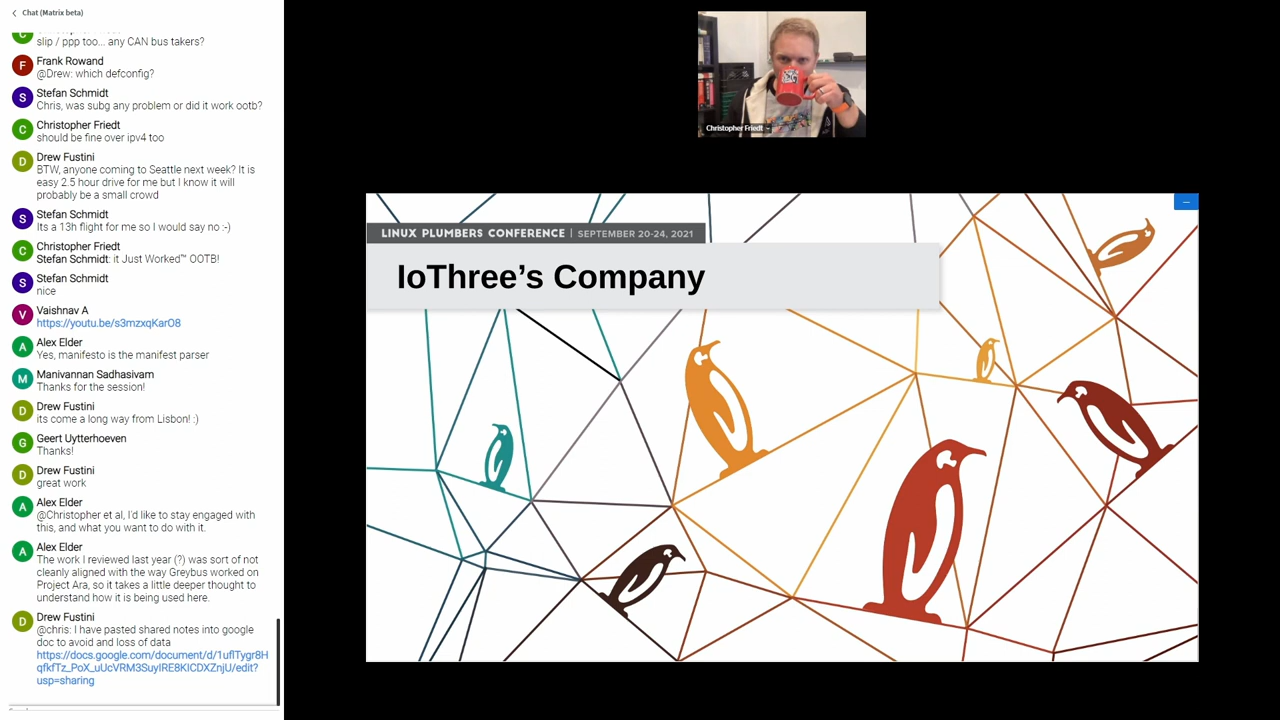 Chat (Matrix beta)
slip / ppp too... any CAN bus takers?
F
Frank Rowand
@Drew: which defconfig?
S
Stefan Schmidt
Chris, was subg any problem or did it work ootb?
C
Christopher Friedt
should be fine over ipv4 too
D
Drew Fustini
BTW, anyone coming to Seattle next week? It is
easy 2.5 hour drive for me but I know it will
probably be a small crowd
S
Stefan Schmidt
Its a 13h flight for me so I would say no :-)
C
Christopher Friedt
Stefan Schmidt: it Just Worked™ OOTB!
S
Stefan Schmidt
nice
V
Vaishnav A
https://youtu.be/s3mzxqKarO8
A
Alex Elder
Yes, manifesto is the manifest parser
M
Manivannan Sadhasivam
Thanks for the session!
D
Drew Fustini
its come a long way from Lisbon! :)
G
Geert Uytterhoeven
Thanks!
D
Drew Fustini
great work
A
Alex Elder
@Christopher et al, I'd like to stay engaged with
this, and what you want to do with it.
A
Alex Elder
The work I reviewed last year (?) was sort of not
cleanly aligned with the way Greybus worked on
Project Ara, so it takes a little deeper thought to
understand how it is being used here.
D
Drew Fustini
@chris: I have pasted shared notes into google
doc to avoid and loss of data
https://docs.google.com/document/d/1uflTygr8H
qfkfTz_PoX_uUcVRM3SuyIRE8KICDXZnjU/edit?
usp=sharing
Christopher Friedt
LINUX PLUMBERS CONFERENCE | SEPTEMBER 20-24, 2021
IoThree's Company